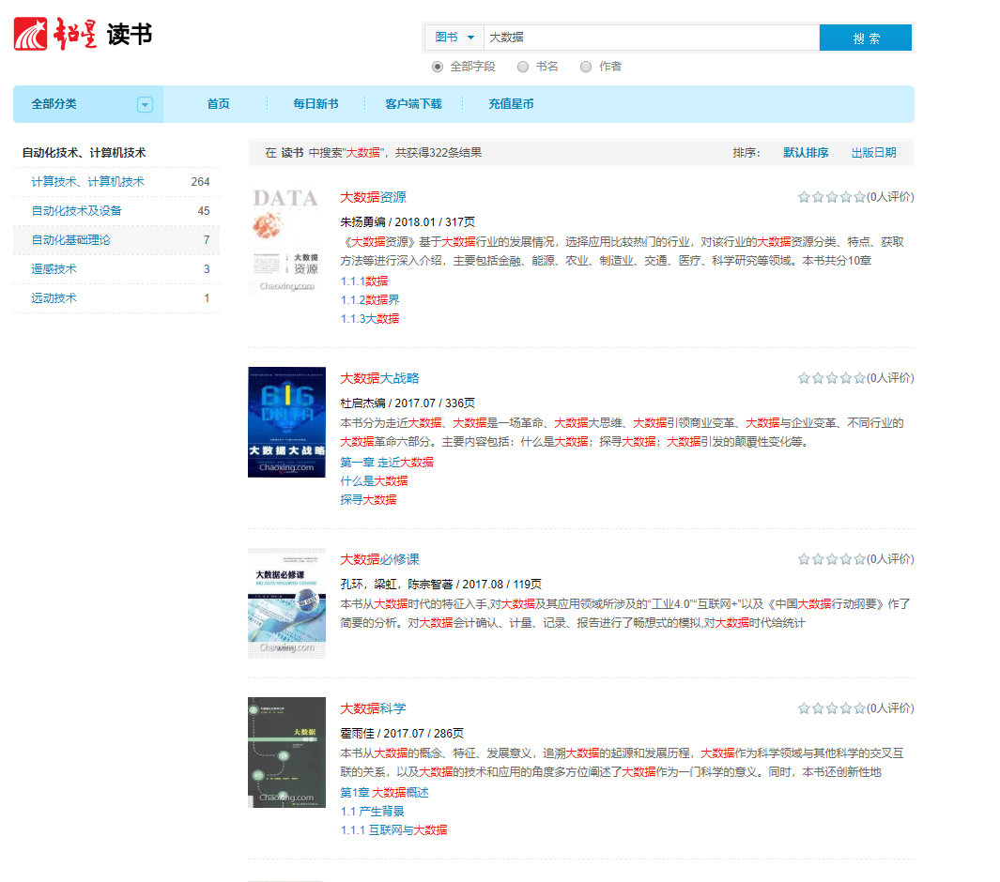 超星 读书
图书 大数据 搜 索
全部字段 书名 作者
全部分类 首页 每日新书 客户端下载 充值星币
自动化技术、计算机技术
计算技术、计算机技术 264
自动化技术及设备 45
自动化基础理论 7
遥感技术 3
远动技术 1
在 读书 中搜索"大数据"，共获得322条结果 排序： 默认排序 出版日期
DATA
大数据
资源
Chaoxing.com
大数据资源 (0人评价)
朱扬勇编 / 2018.01 / 317页
《大数据资源》基于大数据行业的发展情况，选择应用比较热门的行业，对该行业的大数据资源分类、特点、获取
方法等进行深入介绍，主要包括金融、能源、农业、制造业、交通、医疗、科学研究等领域。本书共分10章
1.1.1数据
1.1.2数据界
1.1.3大数据
BIG
DATA
大数据大战略
Chaoxing.com
大数据大战略 (0人评价)
杜启杰编 / 2017.07 / 336页
本书分为走近大数据、大数据是一场革命、大数据大思维、大数据引领商业变革、大数据与企业变革、不同行业的
大数据革命六部分。主要内容包括：什么是大数据；探寻大数据；大数据引发的颠覆性变化等。
第一章 走近大数据
什么是大数据
探寻大数据
大数据必修课
BIG DATA REQUIRED COURSE
Chaoxing.com
大数据必修课 (0人评价)
孔环，梁虹，陈宗智著 / 2017.08 / 119页
本书从大数据时代的特征入手,对大数据及其应用领域所涉及的“工业4.0”“互联网+”以及《中国大数据行动纲要》作了
简要的分析。对大数据会计确认、计量、记录、报告进行了畅想式的模拟,对大数据时代给统计
大数据
科学
Chaoxing.com
大数据科学 (0人评价)
霍雨佳 / 2017.07 / 286页
本书从大数据的概念、特征、发展意义，追溯大数据的起源和发展历程，大数据作为科学领域与其他科学的交叉互
联的关系，以及大数据的技术和应用的角度多方位阐述了大数据作为一门科学的意义。同时，本书还创新性地
第1章 大数据概述
1.1 产生背景
1.1.1 互联网与大数据